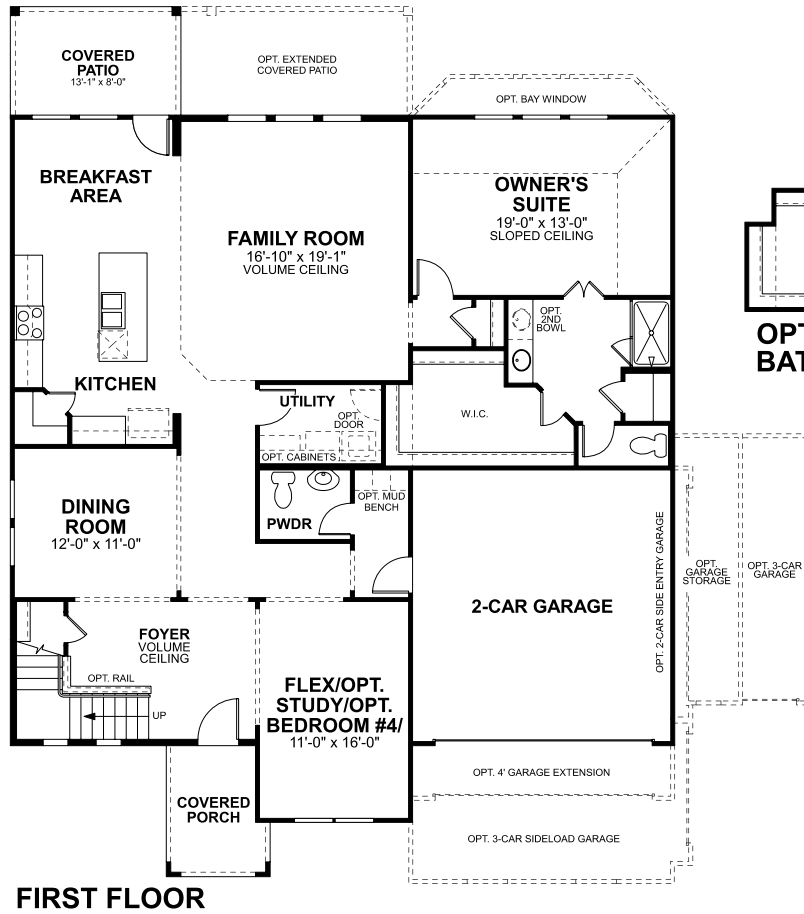 COVERED
PATIO
13'-1" x 8'-0"
OPT. EXTENDED
COVERED PATIO
OPT. BAY WINDOW
BREAKFAST
AREA
FAMILY ROOM
16'-10" x 19'-1"
VOLUME CEILING
OWNER'S
SUITE
19'-0" x 13'-0"
SLOPED CEILING
OPT.
2ND
BOWL
OPT
BAT
KITCHEN
UTILITY
OPT.
DOOR
OPT. CABINETS
W.I.C.
DINING
ROOM
12'-0" x 11'-0"
PWDR
OPT. MUD
BENCH
2-CAR GARAGE
OPT. 2-CAR SIDE ENTRY GARAGE
OPT.
GARAGE
STORAGE
OPT. 3-CAR
GARAGE
FOYER
VOLUME
CEILING
OPT. RAIL
UP
FLEX/OPT.
STUDY/OPT.
BEDROOM #4/
11'-0" x 16'-0"
COVERED
PORCH
OPT. 4' GARAGE EXTENSION
OPT. 3-CAR SIDELOAD GARAGE
FIRST FLOOR